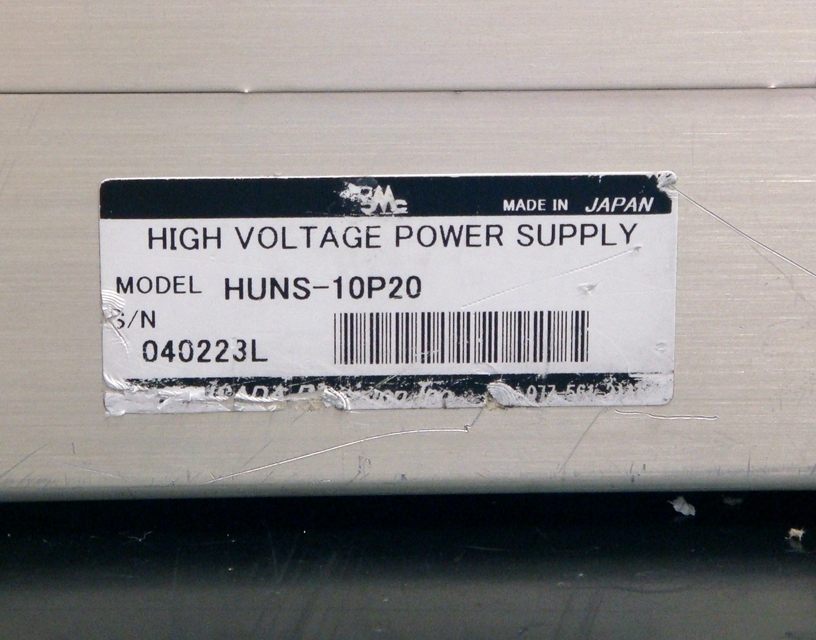 MADE IN JAPAN
HIGH VOLTAGE POWER SUPPLY
MODEL HUNS-10P20
S/N
040223L